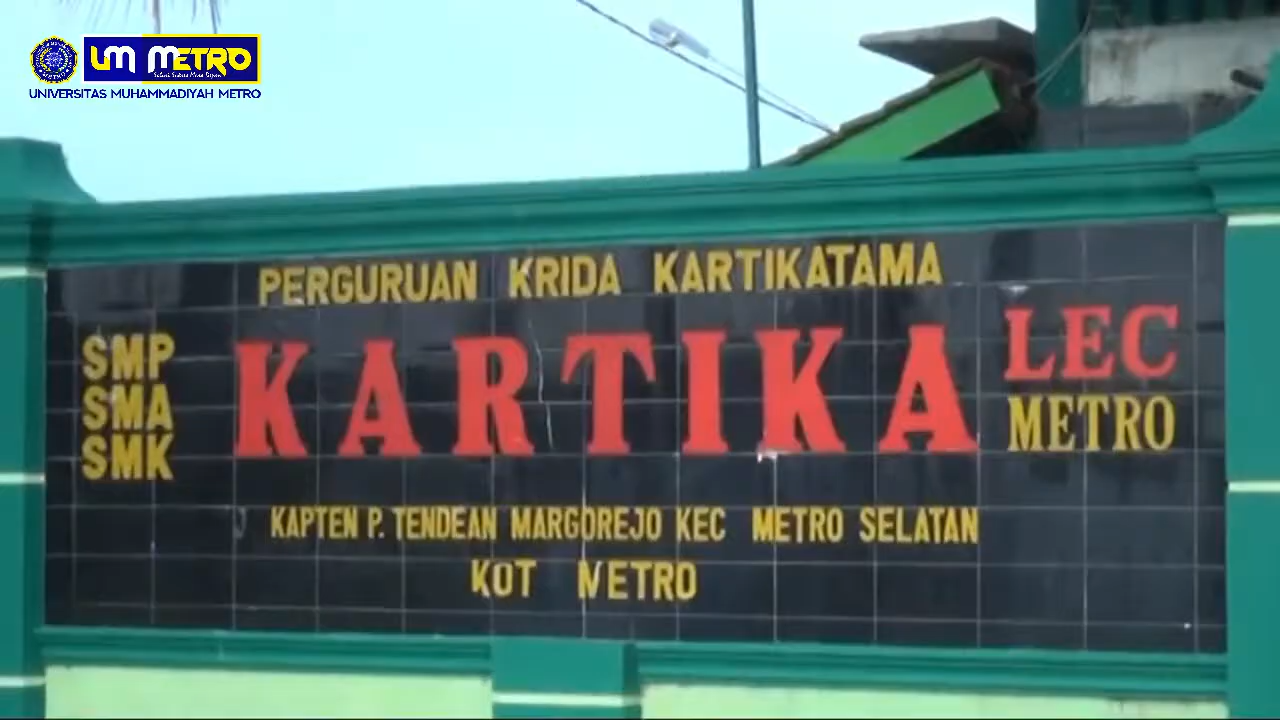 UM METRO
UNIVERSITAS MUHAMMADIYAH METRO
PERGURUAN KRIDA KARTIKATAMA
SMP
SMA
SMK
KARTIKA
LEC
METRO
J KAPTEN P. TENDEAN MARGOREJO KEC METRO SELATAN
KOT METRO